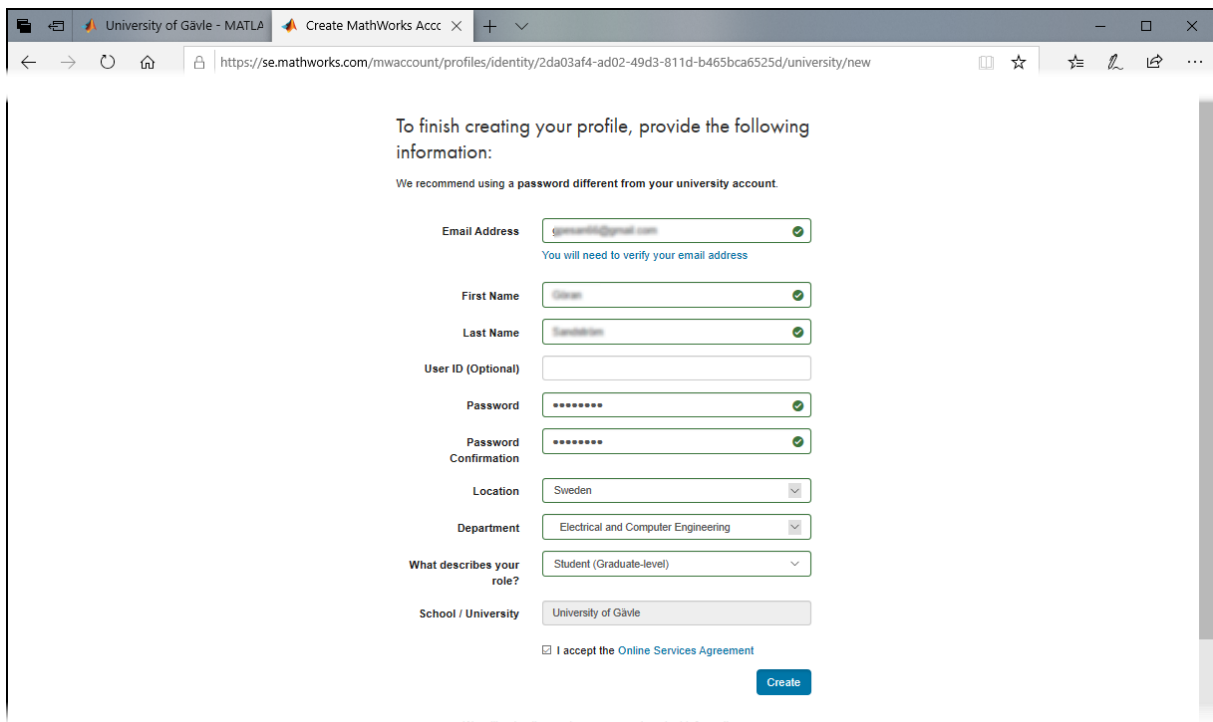 University of Gävle - MATLA
Create MathWorks Accc
https://se.mathworks.com/mwaccount/profiles/identity/2da03af4-ad02-49d3-811d-b465bca6525d/university/new
To finish creating your profile, provide the following
information:
We recommend using a password different from your university account.
Email Address
You will need to verify your email address
First Name
Last Name
User ID (Optional)
Password ••••••••
Password
Confirmation ••••••••
Location Sweden
Department Electrical and Computer Engineering
What describes your
role? Student (Graduate-level)
School / University University of Gävle
I accept the Online Services Agreement
Create